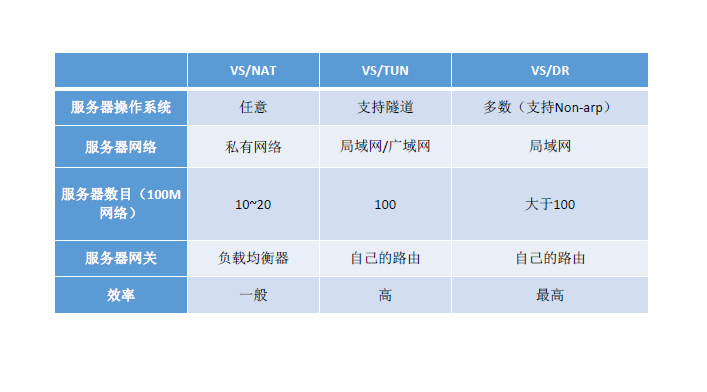 VS/NAT VS/TUN VS/DR
服务器操作系统 任意 支持隧道 多数（支持Non-arp）
服务器网络 私有网络 局域网/广域网 局域网
服务器数目（100M
网络） 10~20 100 大于100
服务器网关 负载均衡器 自己的路由 自己的路由
效率 一般 高 最高